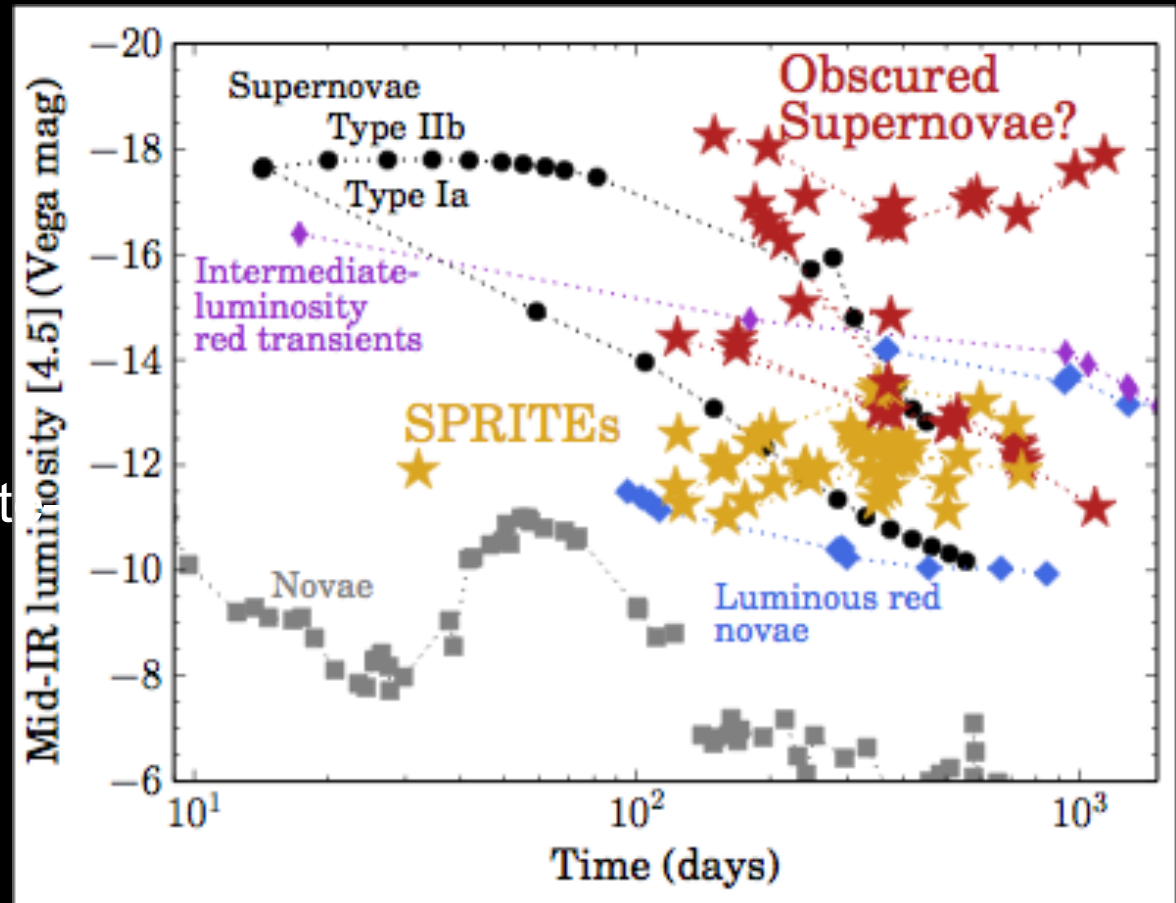 −20
−18
−16
−14
−12
−10
−8
−6
Mid-IR luminosity [4.5] (Vega mag)
Supernovae
Type IIb
Type Ia
Obscured
Supernovae?
Intermediate-
luminosity
red transients
SPRITEs
Novae
Luminous red
novae
10¹
10²
10³
Time (days)